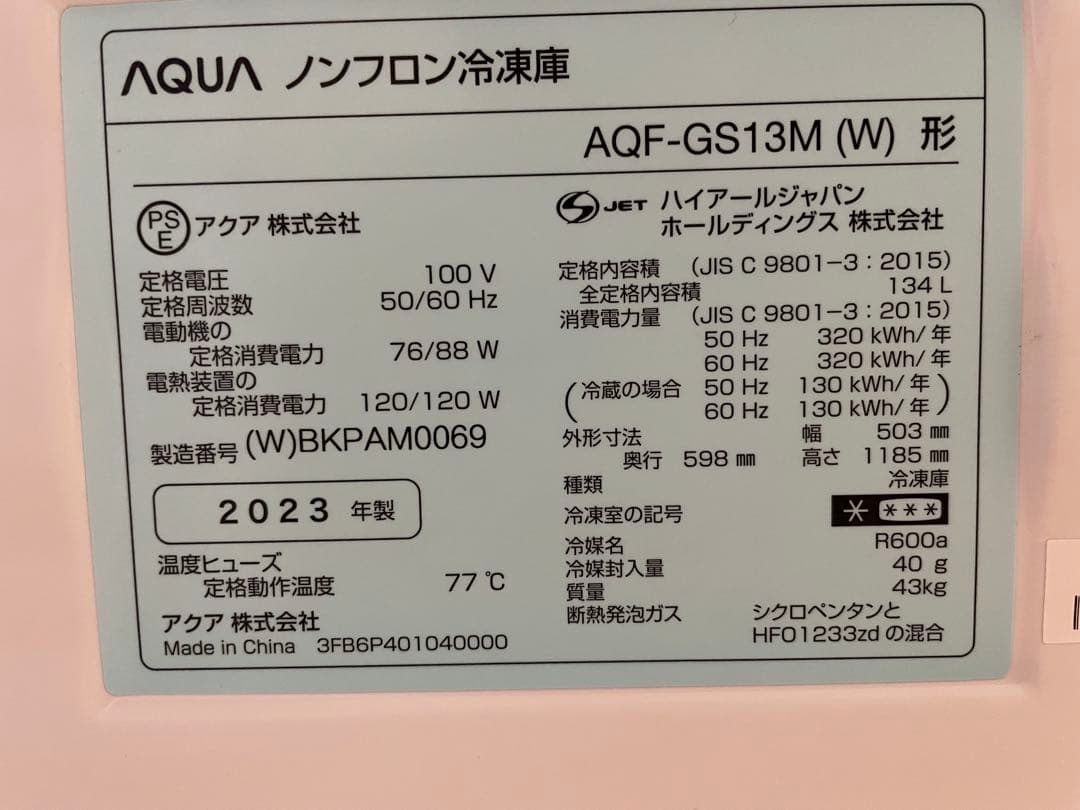 AQUA ノンフロン冷凍庫
AQF-GS13M (W) 形
PSE アクア 株式会社
定格電圧 100 V
定格周波数 50/60 Hz
電動機の
定格消費電力 76/88 W
電熱装置の
定格消費電力 120/120 W
製造番号 (W)BKPAM0069
2023 年製
温度ヒューズ
定格動作温度 77 ℃
アクア 株式会社
Made in China 3FB6P401040000
JET ハイアールジャパン
ホールディングス 株式会社
定格内容積 (JIS C 9801-3：2015)
全定格内容積 134 L
消費電力量 (JIS C 9801-3：2015)
50 Hz 320 kWh/年
60 Hz 320 kWh/年
(冷蔵の場合 50 Hz 130 kWh/年
60 Hz 130 kWh/年)
外形寸法 幅 503 ㎜
奥行 598 ㎜ 高さ 1185 ㎜
種類 冷凍庫
冷凍室の記号 * ***
冷媒名 R600a
冷媒封入量 40 g
質量 43kg
断熱発泡ガス シクロペンタンと
HFO1233zdの混合